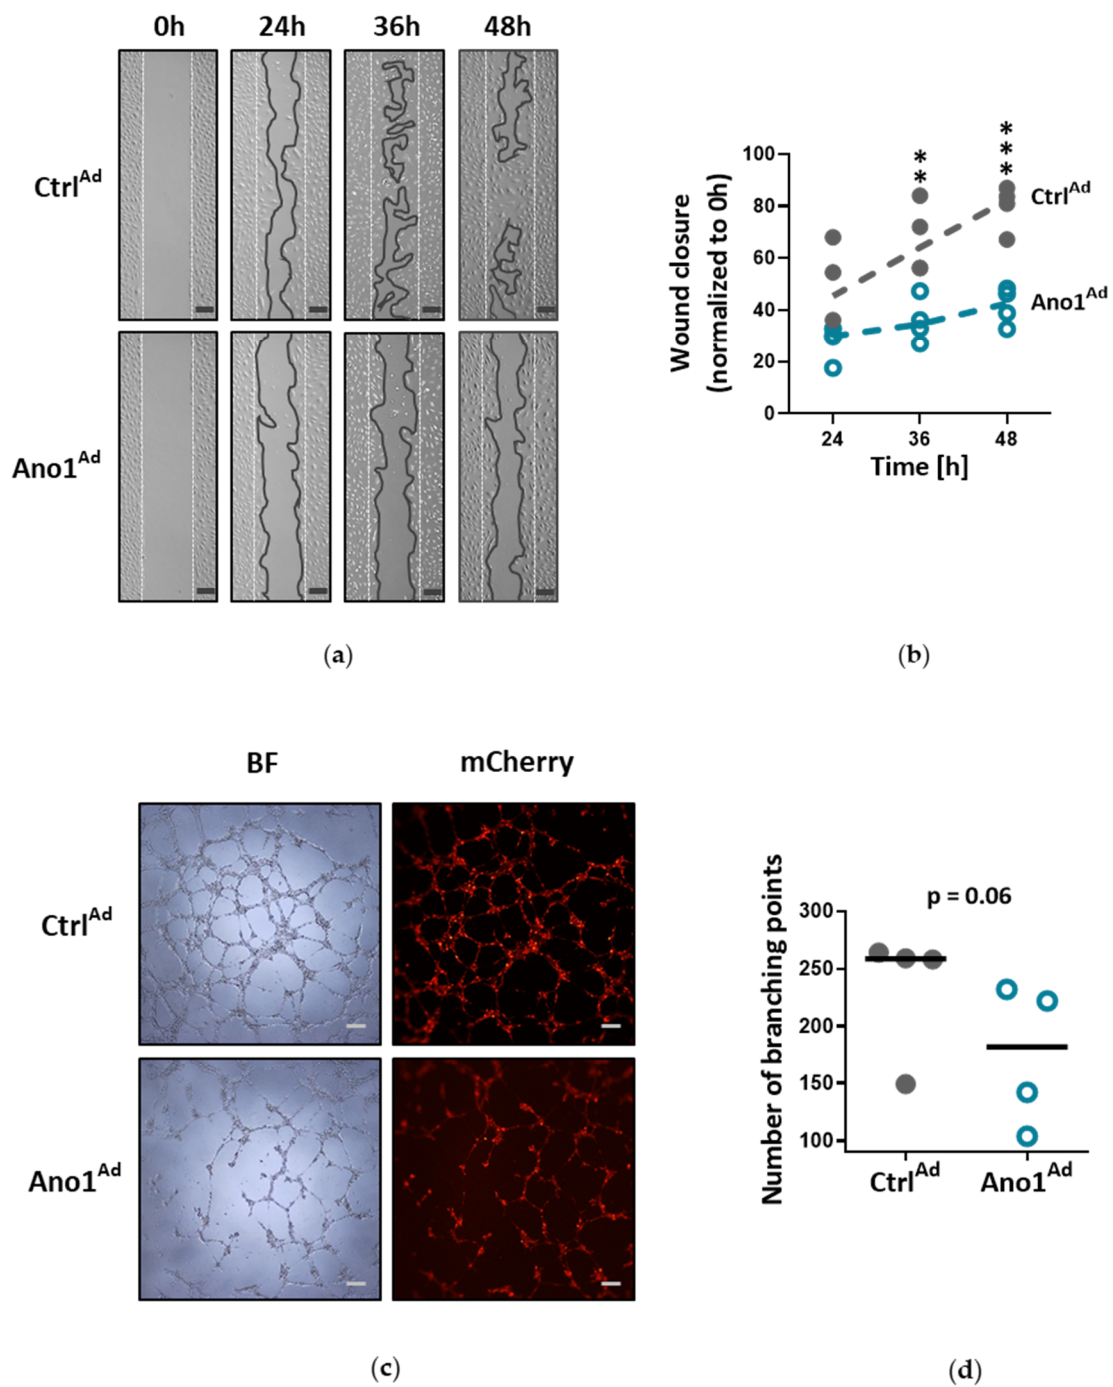 0h 24h 36h 48h
CtrlAd
Ano1Ad
(a)
Wound closure
(normalized to 0h)
100
80
60
40
20
0
**
***
CtrlAd
Ano1Ad
24 36 48
Time [h]
(b)
BF mCherry
CtrlAd
Ano1Ad
(c)
Number of branching points
p = 0.06
300
250
200
150
100
CtrlAd Ano1Ad
(d)